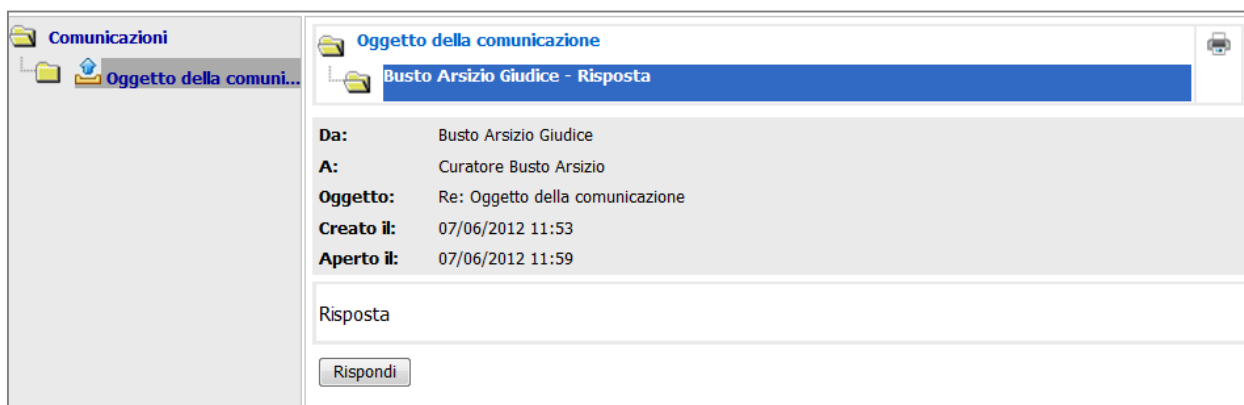 Comunicazioni
Oggetto della comuni...
Oggetto della comunicazione
Busto Arsizio Giudice - Risposta
Da: Busto Arsizio Giudice
A: Curatore Busto Arsizio
Oggetto: Re: Oggetto della comunicazione
Creato il: 07/06/2012 11:53
Aperto il: 07/06/2012 11:59
Risposta
Rispondi